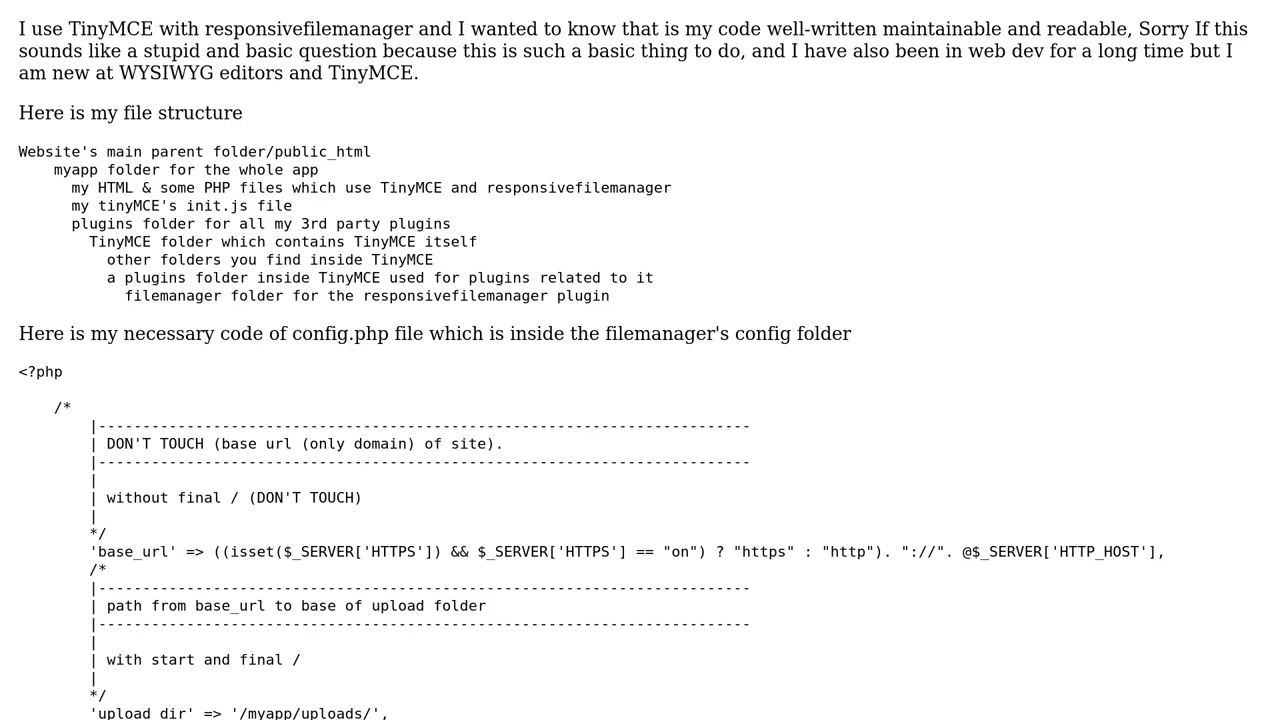 I use TinyMCE with responsivefilemanager and I wanted to know that is my code well-written maintainable and readable, Sorry If this
sounds like a stupid and basic question because this is such a basic thing to do, and I have also been in web dev for a long time but I
am new at WYSIWYG editors and TinyMCE.
Here is my file structure
Website's main parent folder/public_html
    myapp folder for the whole app
      my HTML & some PHP files which use TinyMCE and responsivefilemanager
      my tinyMCE's init.js file
      plugins folder for all my 3rd party plugins
        TinyMCE folder which contains TinyMCE itself
          other folders you find inside TinyMCE
          a plugins folder inside TinyMCE used for plugins related to it
            filemanager folder for the responsivefilemanager plugin
Here is my necessary code of config.php file which is inside the filemanager's config folder
<?php
    /*
        |--------------------------------------------------------------------------
        | DON'T TOUCH (base url (only domain) of site).
        |--------------------------------------------------------------------------
        |
        | without final / (DON'T TOUCH)
        |
        */
        'base_url' => ((isset($_SERVER['HTTPS']) && $_SERVER['HTTPS'] == "on") ? "https" : "http"). "://". @$_SERVER['HTTP_HOST'],
        /*
        |--------------------------------------------------------------------------
        | path from base_url to base of upload folder
        |--------------------------------------------------------------------------
        |
        | with start and final /
        |
        */
        'upload_dir' => '/myapp/uploads/',